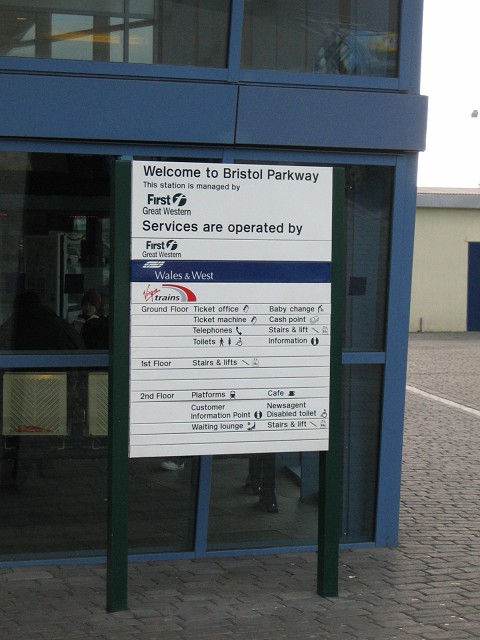 Welcome to Bristol Parkway
This station is managed by
First
Great Western
Services are operated by
First
Great Western
Wales & West
Virgin trains
Ground Floor Ticket office Baby change
Ticket machine Cash point
Telephones Stairs & lift
Toilets Information
1st Floor Stairs & lifts
2nd Floor Platforms Cafe
Customer Newsagent
Information Point Disabled toilet
Waiting lounge Stairs & lift